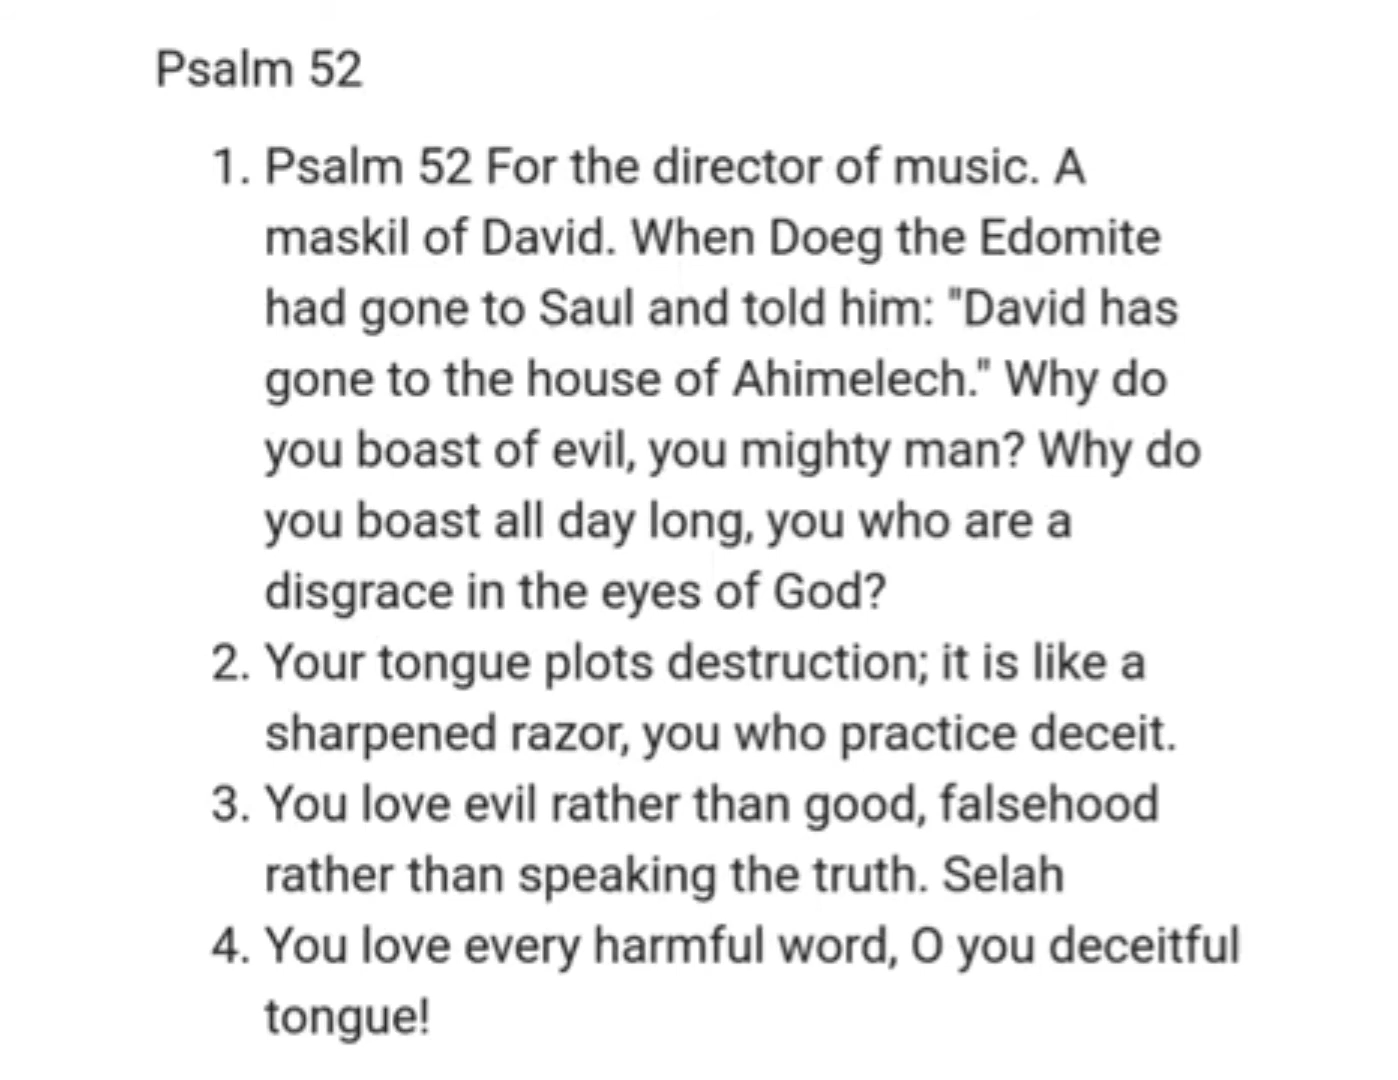 Psalm 52
1. Psalm 52 For the director of music. A
maskil of David. When Doeg the Edomite
had gone to Saul and told him: "David has
gone to the house of Ahimelech." Why do
you boast of evil, you mighty man? Why do
you boast all day long, you who are a
disgrace in the eyes of God?
2. Your tongue plots destruction; it is like a
sharpened razor, you who practice deceit.
3. You love evil rather than good, falsehood
rather than speaking the truth. Selah
4. You love every harmful word, O you deceitful
tongue!